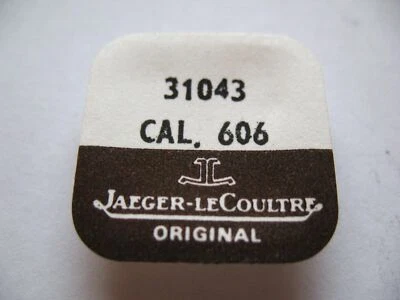 31043
CAL. 606
JAEGER-LECOULTRE
ORIGINAL